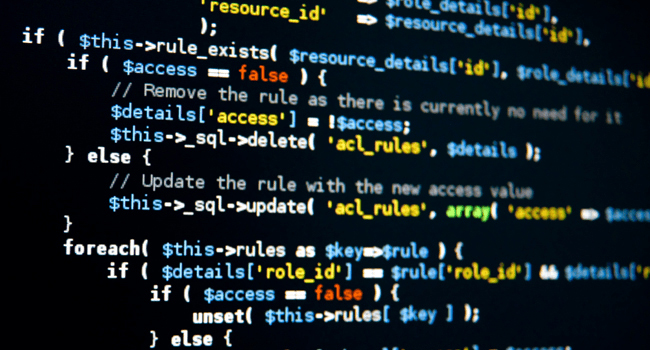 $role_details['id'],
'resource_id' => $resource_details['id'],
);
if ( $this->rule_exists( $resource_details['id'], $role_details['id
if ( $access == false ) {
// Remove the rule as there is currently no need for it
$details['access'] = !$access;
$this->_sql->delete( 'acl_rules', $details );
} else {
// Update the rule with the new access value
$this->_sql->update( 'acl_rules', array( 'access' => $acces
}
foreach( $this->rules as $key=>$rule ) {
if ( $details['role_id'] == $rule['role_id'] && $details['r
if ( $access == false ) {
unset( $this->rules[ $key ] );
} else {